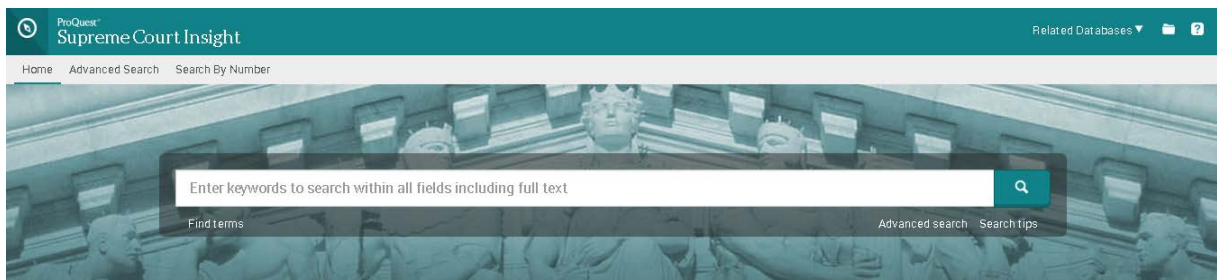 ProQuest
Supreme Court Insight
Related Databases
Home Advanced Search Search By Number
Enter keywords to search within all fields including full text
Find terms
Advanced search Search tips